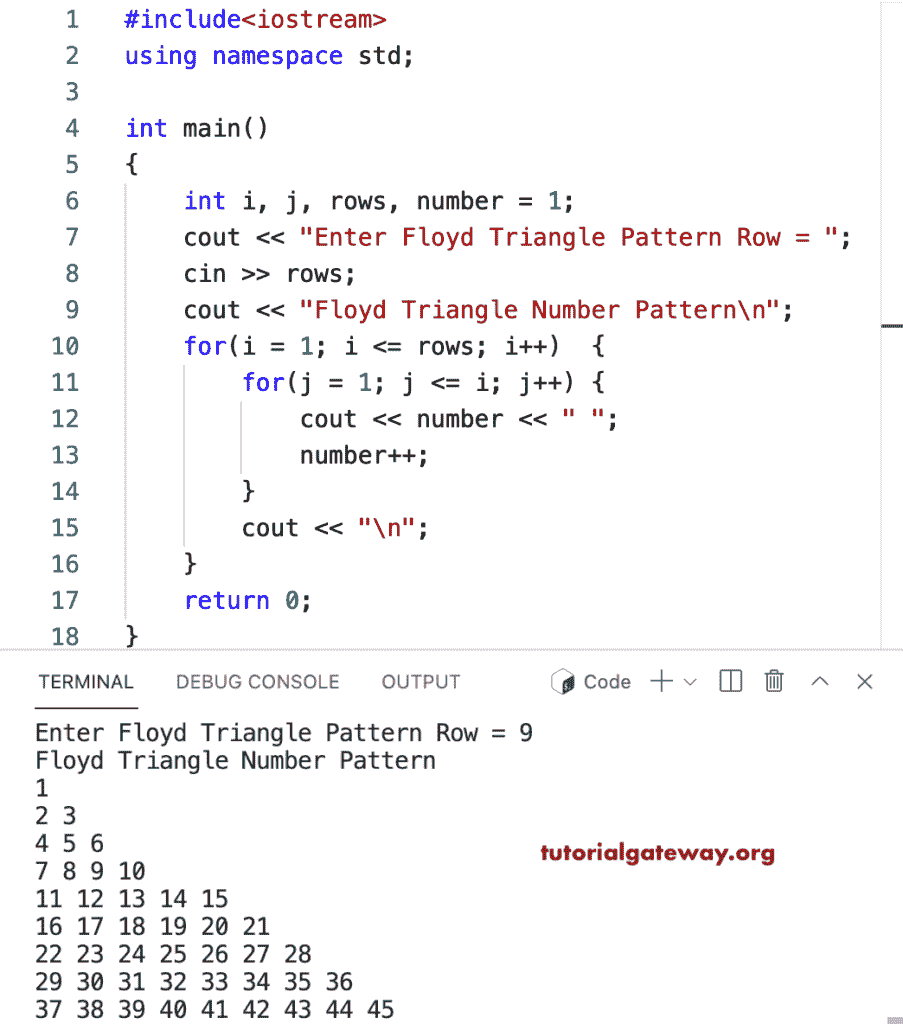 1 #include<iostream>
2 using namespace std;
3
4 int main()
5 {
6 int i, j, rows, number = 1;
7 cout << "Enter Floyd Triangle Pattern Row = ";
8 cin >> rows;
9 cout << "Floyd Triangle Number Pattern\n";
10 for(i = 1; i <= rows; i++)  {
11 for(j = 1; j <= i; j++) {
12 cout << number << " ";
13 number++;
14 }
15 cout << "\n";
16 }
17 return 0;
18 }
TERMINAL DEBUG CONSOLE OUTPUT Code
Enter Floyd Triangle Pattern Row = 9
Floyd Triangle Number Pattern
1
2 3
4 5 6
tutorialgateway.org
7 8 9 10
11 12 13 14 15
16 17 18 19 20 21
22 23 24 25 26 27 28
29 30 31 32 33 34 35 36
37 38 39 40 41 42 43 44 45